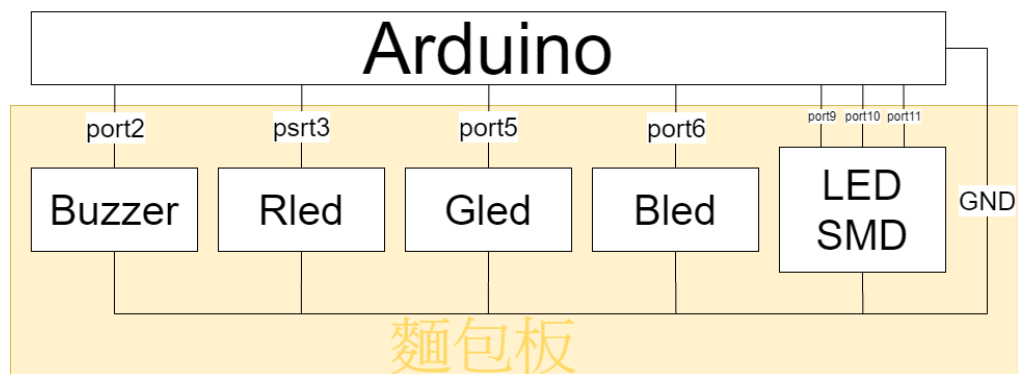 Arduino
port2
psrt3
port5
port6
port9
port10
port11
Buzzer
Rled
Gled
Bled
LED
SMD
GND
麵包板